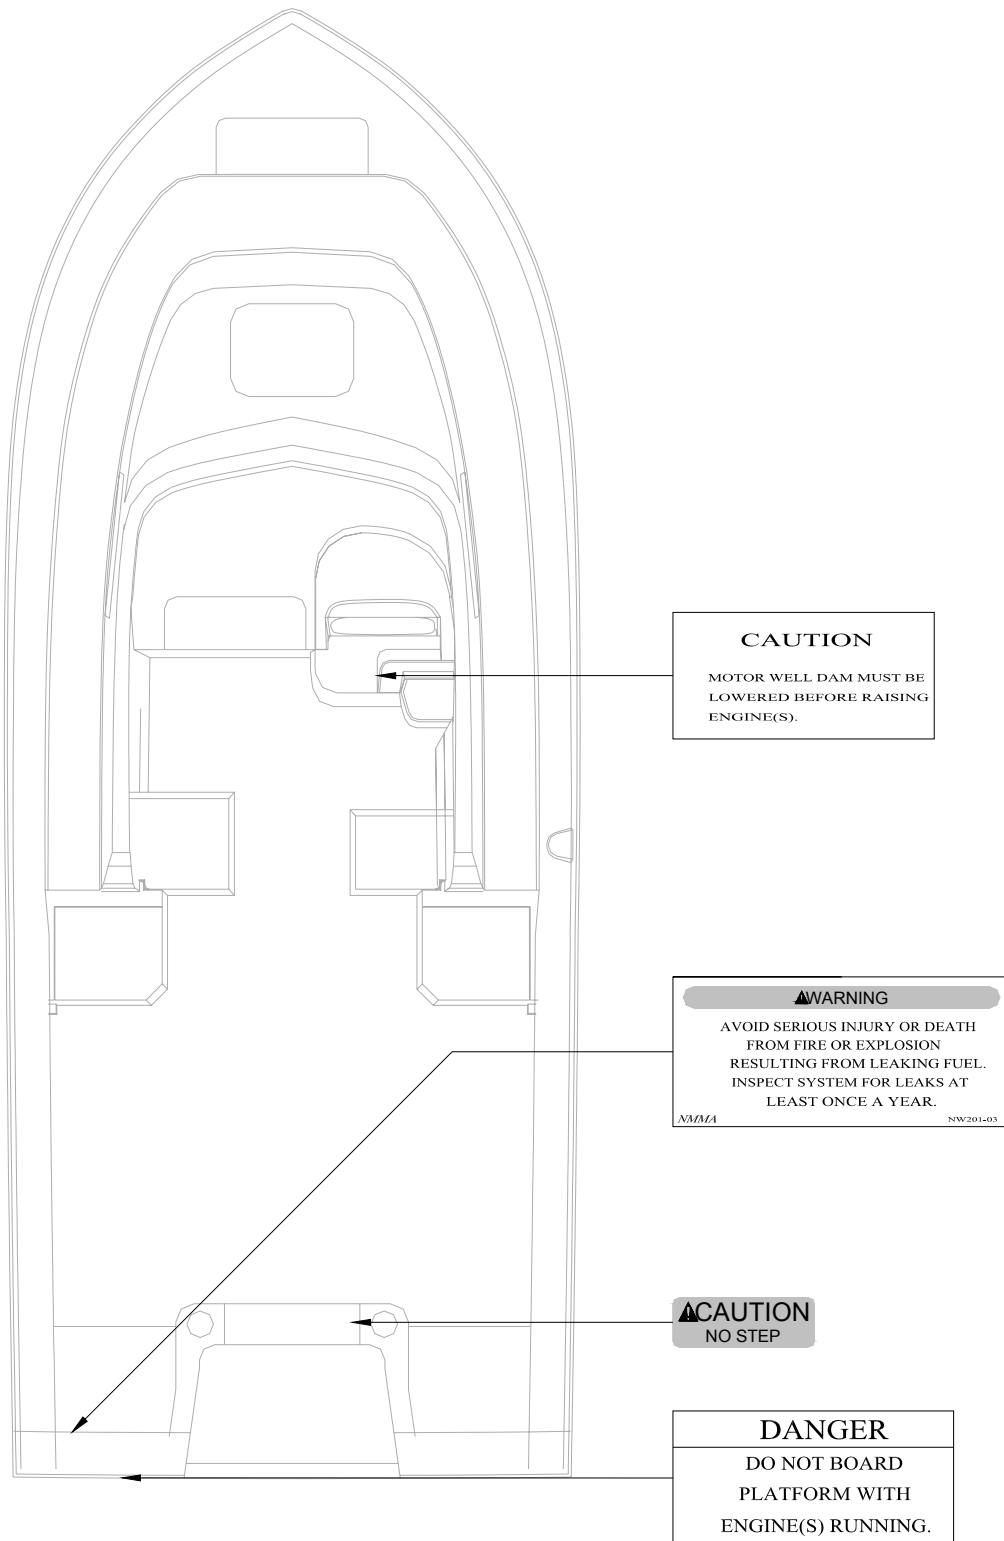 CAUTION
MOTOR WELL DAM MUST BE
LOWERED BEFORE RAISING
ENGINE(S).
WARNING
AVOID SERIOUS INJURY OR DEATH
FROM FIRE OR EXPLOSION
RESULTING FROM LEAKING FUEL.
INSPECT SYSTEM FOR LEAKS AT
LEAST ONCE A YEAR.
NMMA NW201-03
CAUTION
NO STEP
DANGER
DO NOT BOARD
PLATFORM WITH
ENGINE(S) RUNNING.